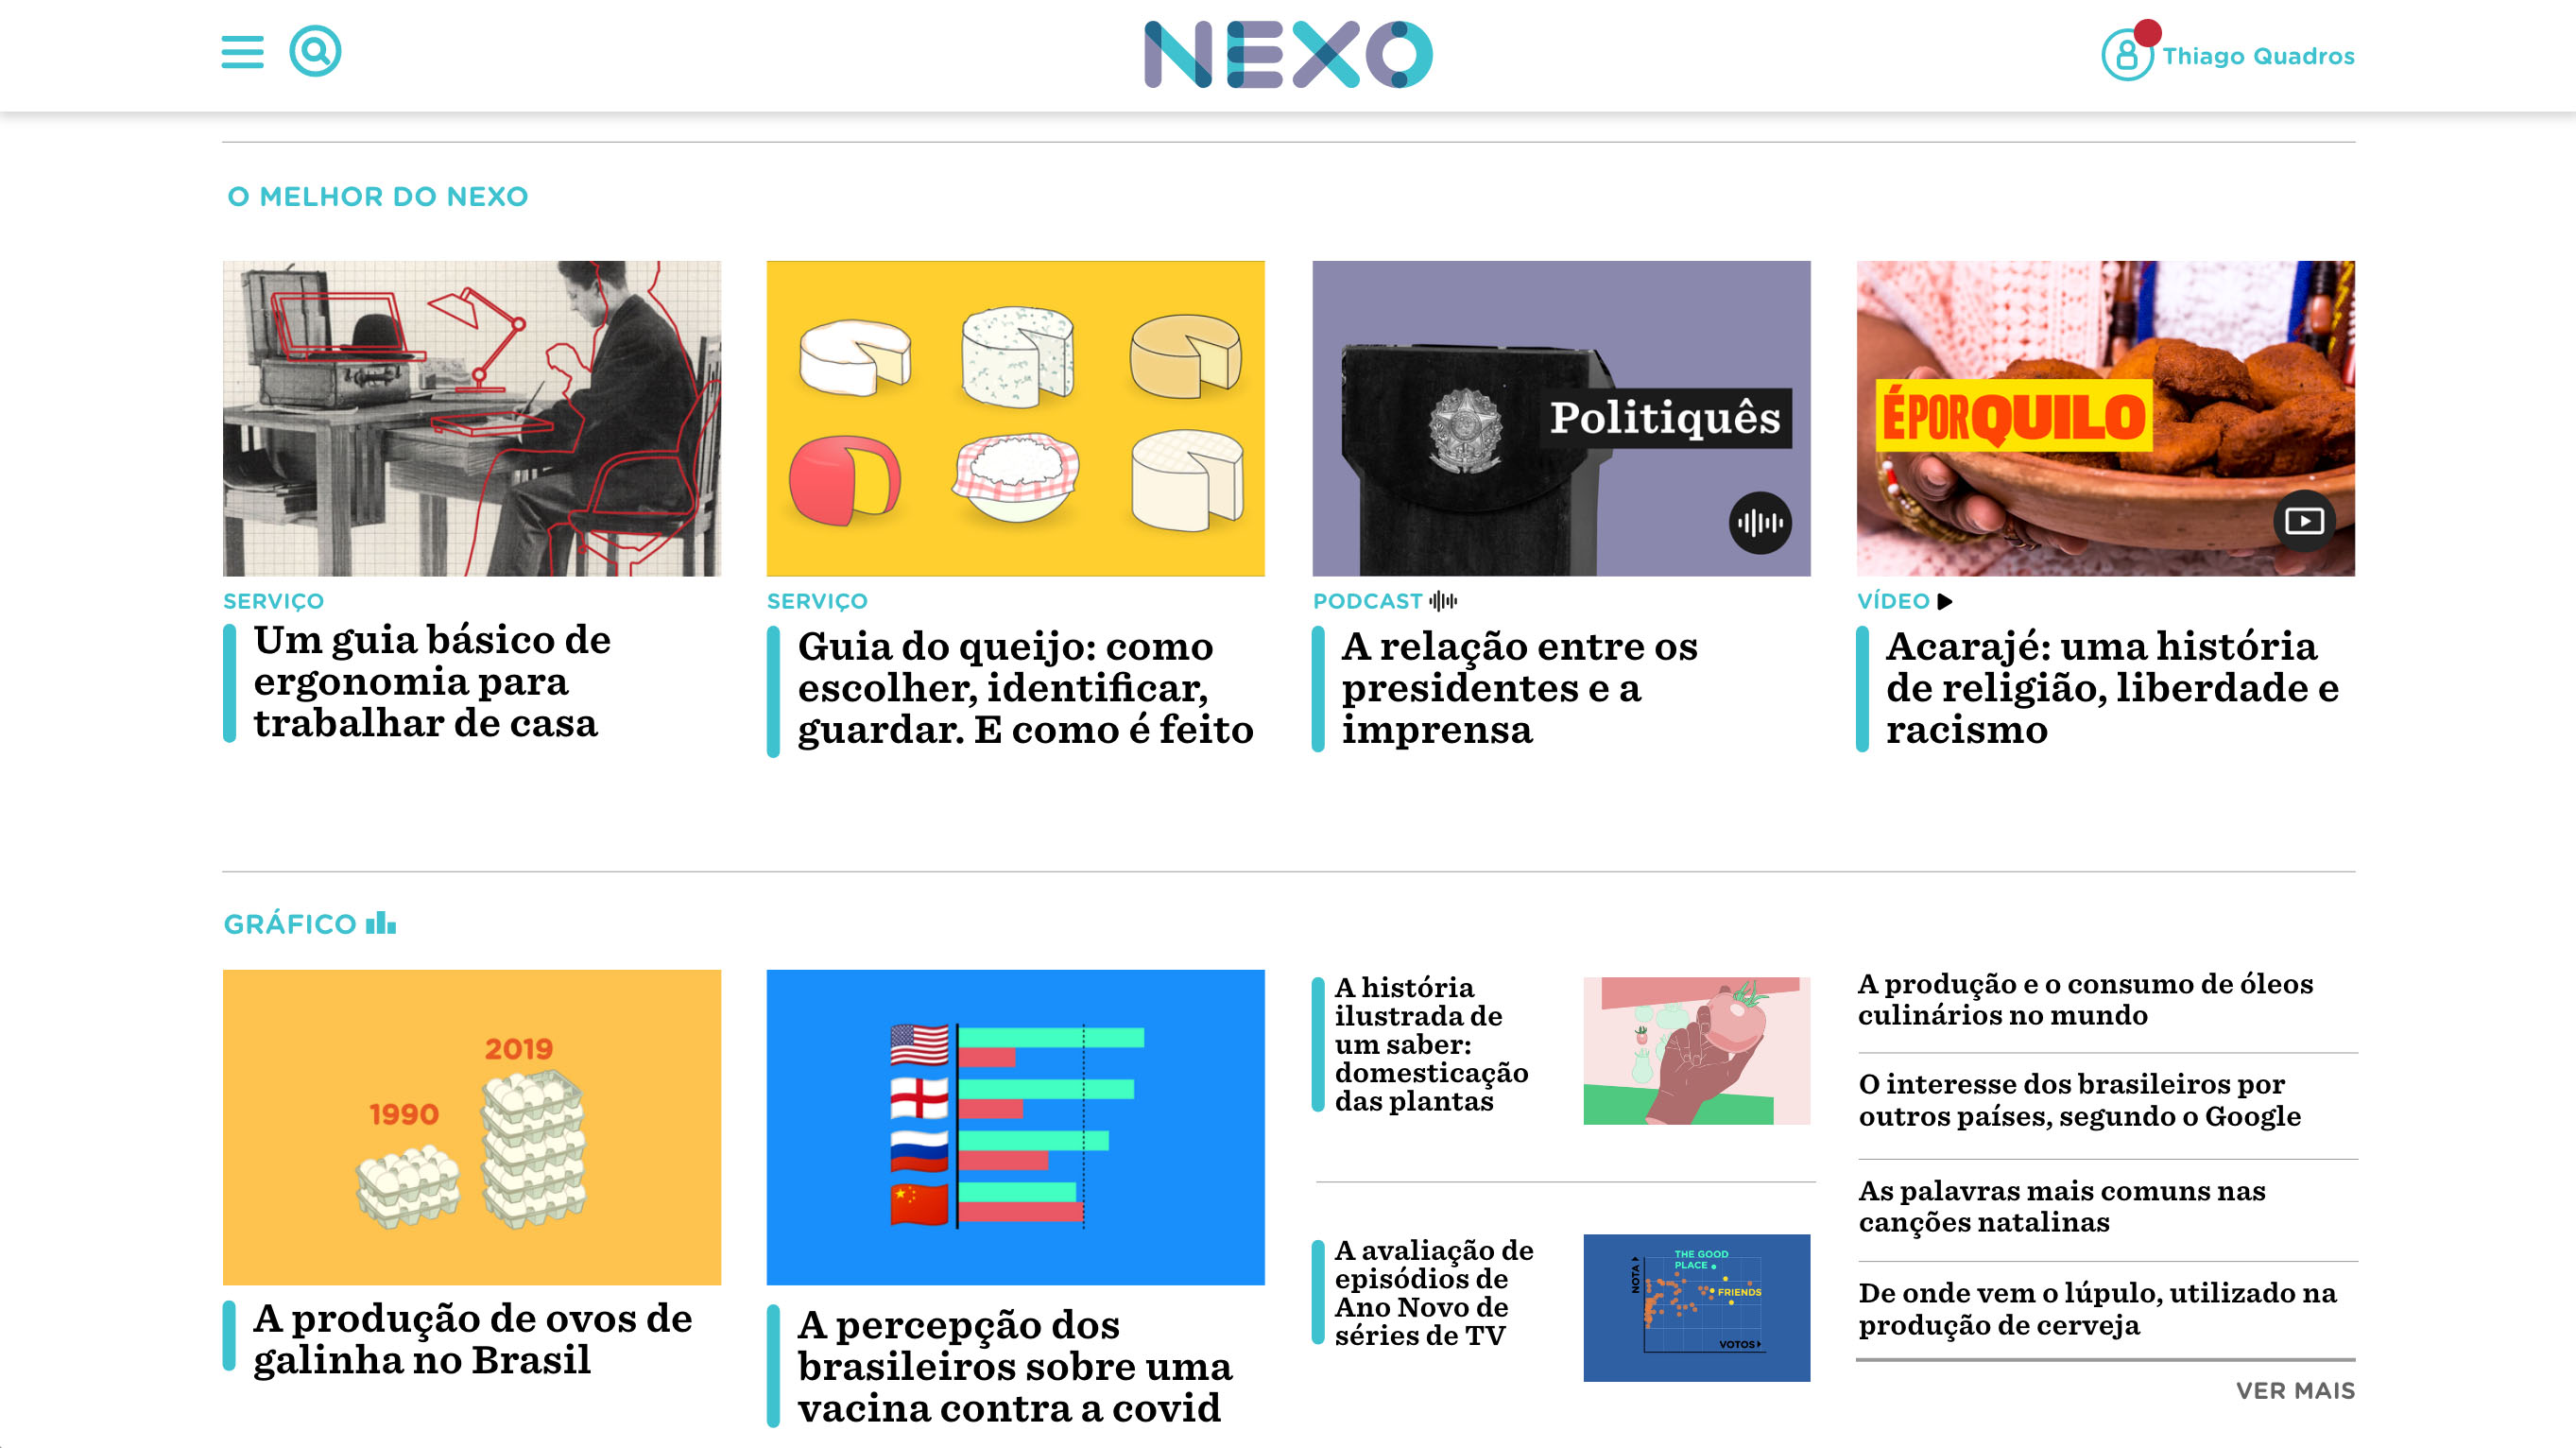 NEXO
Thiago Quadros
O MELHOR DO NEXO
Politiquês
ÉPORQUILO
SERVIÇO
Um guia básico de
ergonomia para
trabalhar de casa
SERVIÇO
Guia do queijo: como
escolher, identificar,
guardar. E como é feito
PODCAST
A relação entre os
presidentes e a
imprensa
VÍDEO
Acarajé: uma história
de religião, liberdade e
racismo
GRÁFICO
2019
1990
A produção de ovos de
galinha no Brasil
A percepção dos
brasileiros sobre uma
vacina contra a covid
A história
ilustrada de
um saber:
domesticação
das plantas
A avaliação de
episódios de
Ano Novo de
séries de TV
THE GOOD
PLACE
NOTA
FRIENDS
VOTOS
A produção e o consumo de óleos
culinários no mundo
O interesse dos brasileiros por
outros países, segundo o Google
As palavras mais comuns nas
canções natalinas
De onde vem o lúpulo, utilizado na
produção de cerveja
VER MAIS